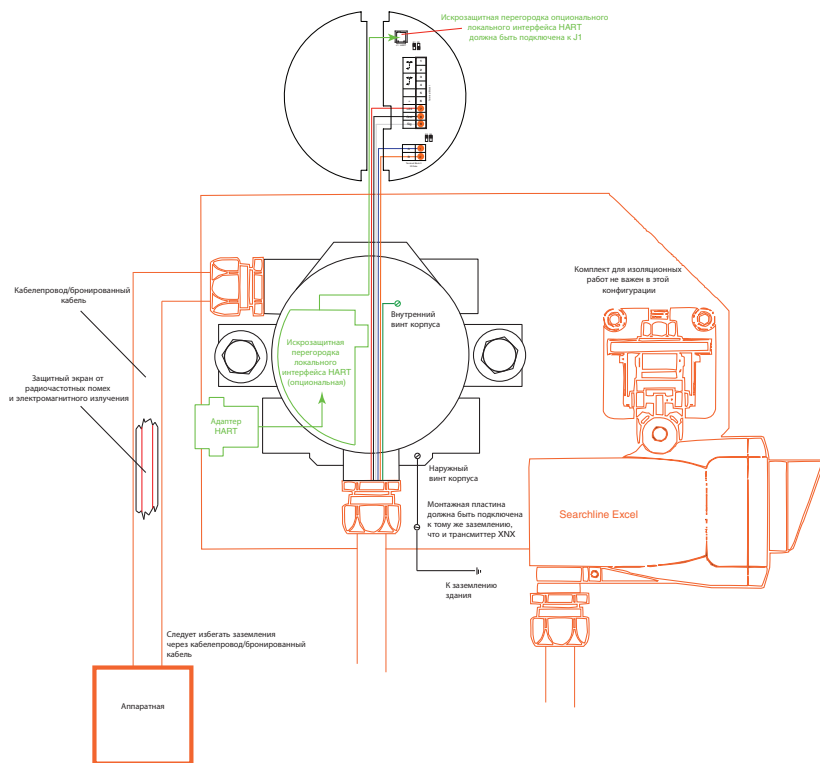 Искрозащитная перегородка опционального
локального интерфейса HART
должна быть подключена к J1
Комплект для изоляционных
работ не важен в этой
конфигурации
Кабелепровод/бронированный
кабель
Внутренний
винт корпуса
Искрозащитная
перегородка
локального
интерфейса HART
(опциональная)
Защитный экран от
радиочастотных помех
и электромагнитного излучения
Адаптер
HART
Наружный
винт корпуса
Монтажная пластина
должна быть подключена
к тому же заземлению,
что и трансмиттер XNX
Searchline Excel
К заземлению
здания
Следует избегать заземления
через кабелепровод/бронированный
кабель
Аппаратная